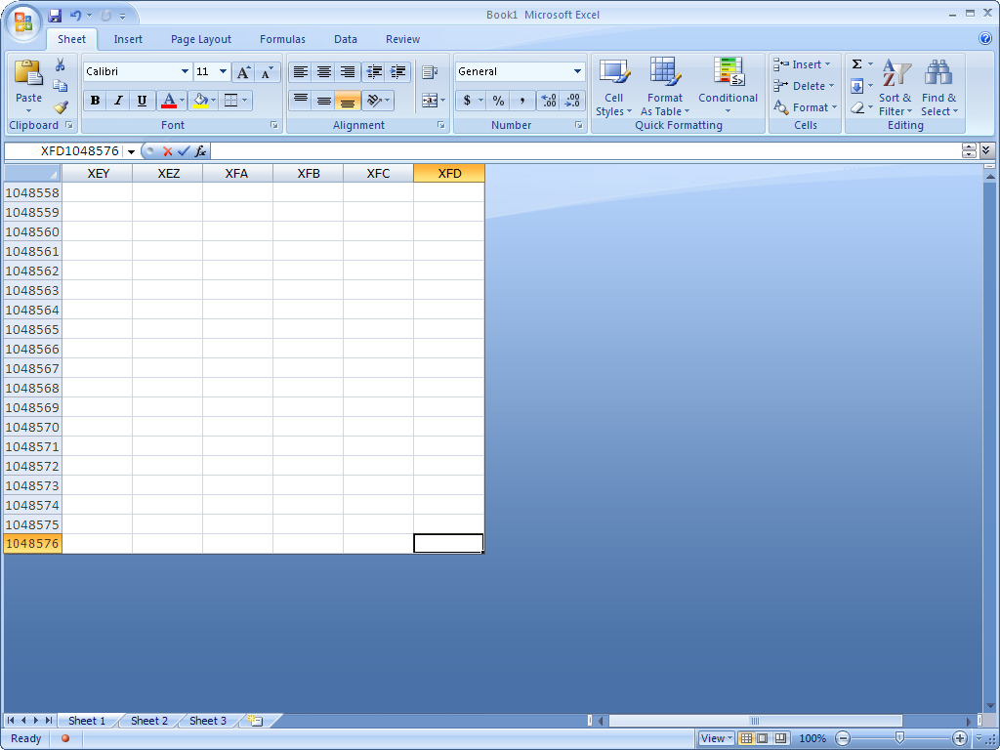 Book1 Microsoft Excel
Sheet Insert Page Layout Formulas Data Review
Calibri 11 General Insert
Paste B I U A $ % , Cell Styles Format As Table Conditional Delete Σ Sort & Filter Find & Select
Format
Clipboard Font Alignment Number Quick Formatting Cells Editing
XFD1048576 fx
XEY XEZ XFA XFB XFC XFD
1048558
1048559
1048560
1048561
1048562
1048563
1048564
1048565
1048566
1048567
1048568
1048569
1048570
1048571
1048572
1048573
1048574
1048575
1048576
Sheet 1 Sheet 2 Sheet 3
Ready View 100%